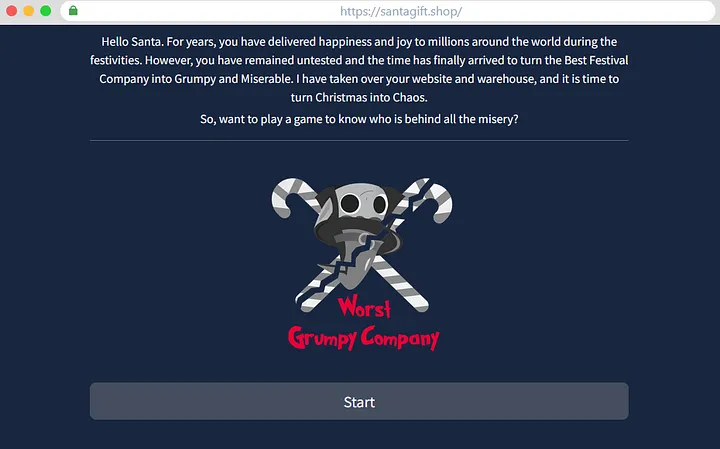 https://santagift.shop/
Hello Santa. For years, you have delivered happiness and joy to millions around the world during the
festivities. However, you have remained untested and the time has finally arrived to turn the Best Festival
Company into Grumpy and Miserable. I have taken over your website and warehouse, and it is time to
turn Christmas into Chaos.
So, want to play a game to know who is behind all the misery?
Worst
Grumpy Company
Start